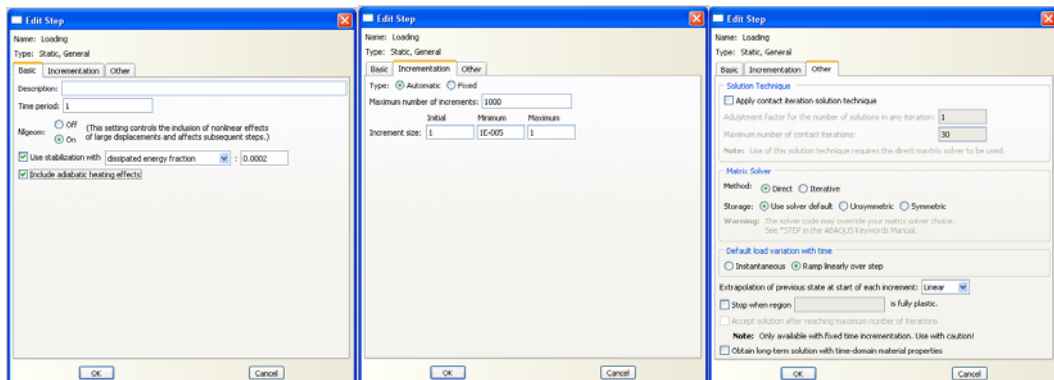 Edit Step
Name: Loading
Type: Static, General
Basic Incrementation Other
Description:
Time period: 1
Nlgeom:
Off
On
(This setting controls the inclusion of nonlinear effects
of large displacements and affects subsequent steps.)
Use stabilization with dissipated energy fraction : 0.0002
Include adiabatic heating effects
OK Cancel
Edit Step
Name: Loading
Type: Static, General
Basic Incrementation Other
Type: Automatic Fixed
Maximum number of increments: 1000
Initial Minimum Maximum
Increment size: 1 1E-005 1
OK Cancel
Edit Step
Name: Loading
Type: Static, General
Basic Incrementation Other
Solution Technique
Apply contact iteration solution technique
Adjustment factor for the number of solutions in any iteration: 1
Maximum number of contact iterations: 30
Note: Use of this solution technique requires the direct maxtrix solver to be used.
Matrix Solver
Method: Direct Iterative
Storage: Use solver default Unsymmetric Symmetric
Warning: The solver code may override your matrix solver choice.
See *STEP in the ABAQUS Keywords Manual.
Default load variation with time
Instantaneous Ramp linearly over step
Extrapolation of previous state at start of each increment: Linear
Stop when region is fully plastic.
Accept solution after reaching maximum number of iterations
Note: Only available with fixed time incrementation. Use with caution!
Obtain long-term solution with time-domain material properties
OK Cancel